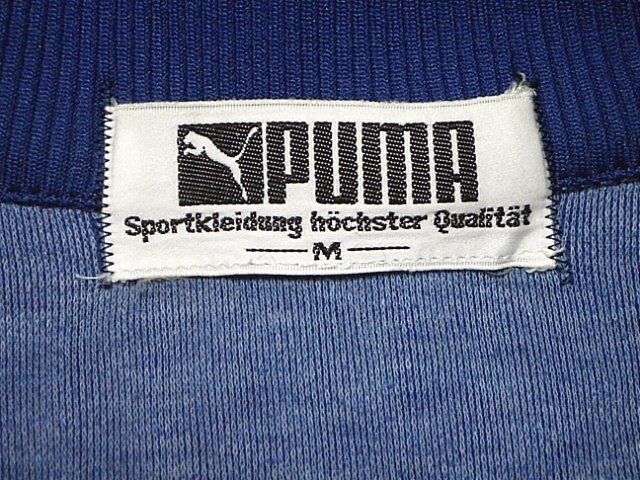 PUMA
Sportkleidung höchster Qualität
M